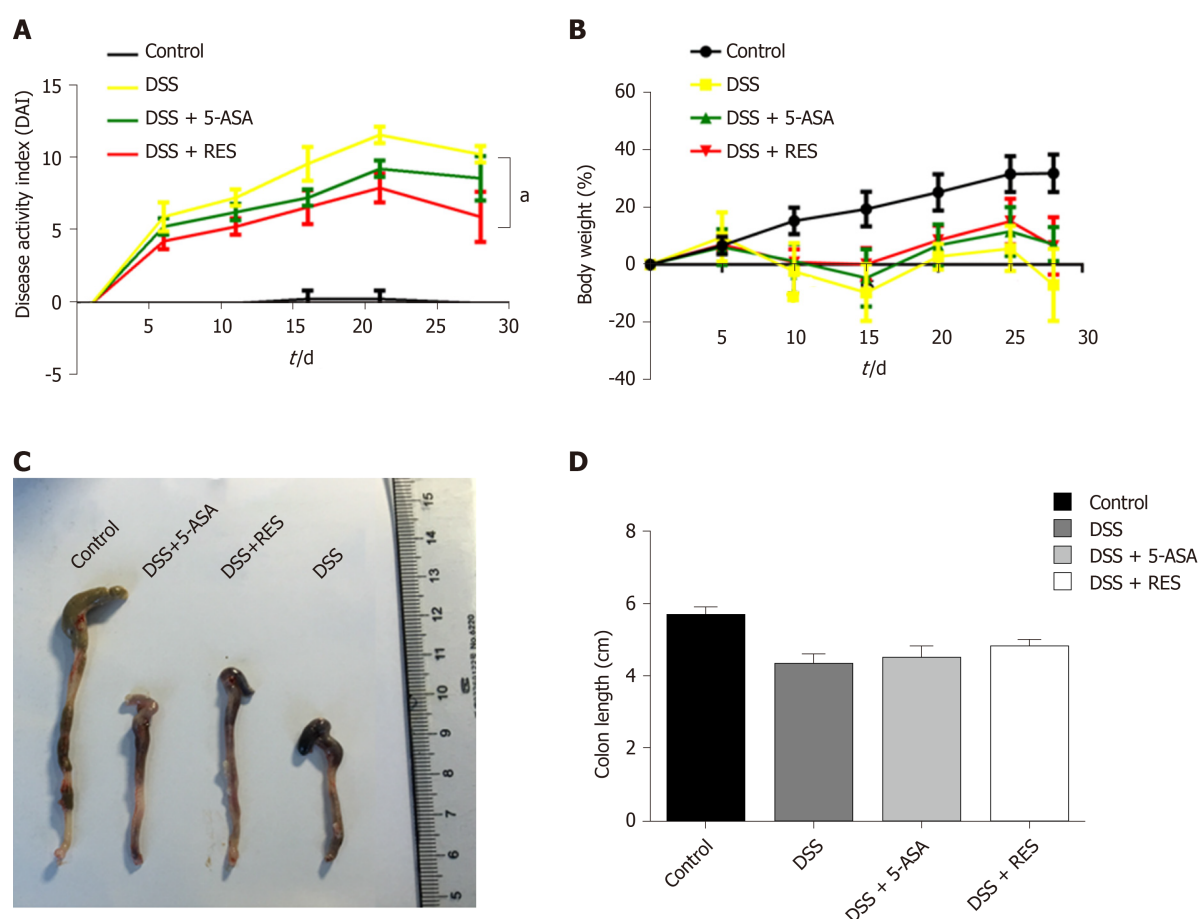 A
Control
DSS
DSS + 5-ASA
DSS + RES
Disease activity index (DAI)
15
10
5
0
-5
5
10
15
20
25
30
t/d
a
B
Control
DSS
DSS + 5-ASA
DSS + RES
Body weight (%)
60
40
20
0
-20
-40
5
10
15
20
25
30
t/d
C
Control
DSS+5-ASA
DSS+RES
DSS
15
14
13
12
11
10
9
8
7
6
5
No.6220
D
Control
DSS
DSS + 5-ASA
DSS + RES
Colon length (cm)
8
6
4
2
0
Control
DSS
DSS + 5-ASA
DSS + RES